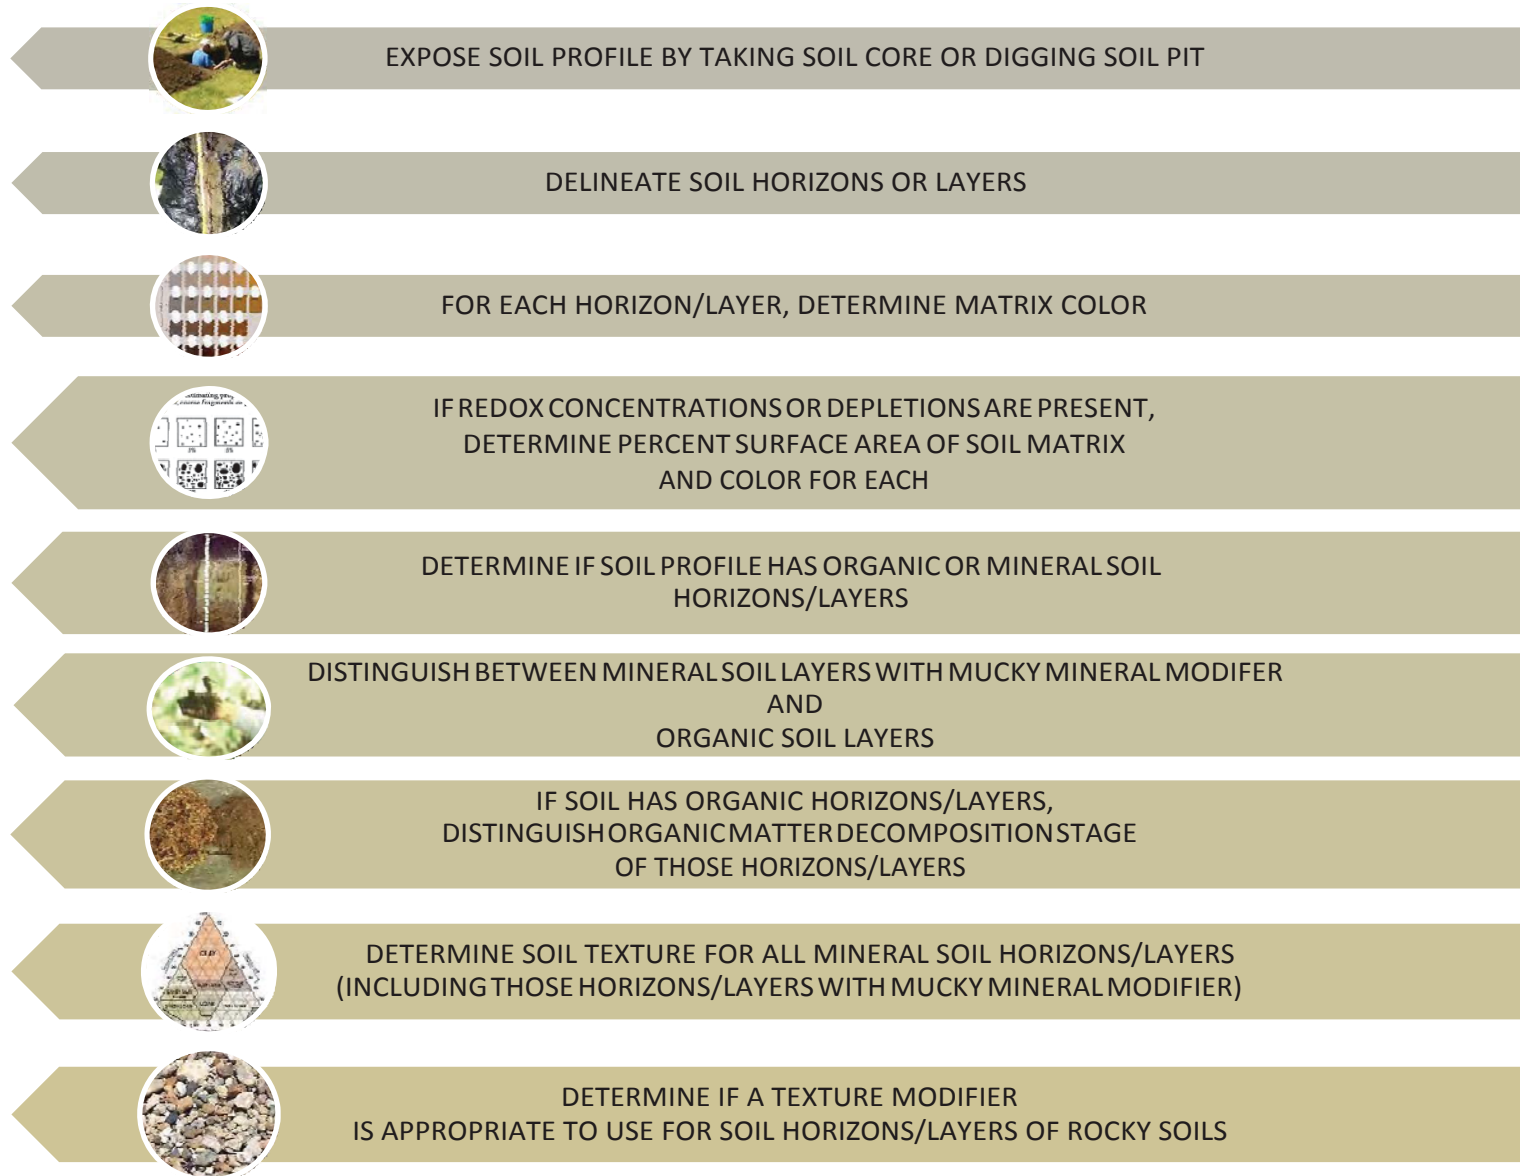 EXPOSE SOIL PROFILE BY TAKING SOIL CORE OR DIGGING SOIL PIT
DELINEATE SOIL HORIZONS OR LAYERS
FOR EACH HORIZON/LAYER, DETERMINE MATRIX COLOR
IF REDOX CONCENTRATIONS OR DEPLETIONS ARE PRESENT,
DETERMINE PERCENT SURFACE AREA OF SOIL MATRIX
AND COLOR FOR EACH
DETERMINE IF SOIL PROFILE HAS ORGANIC OR MINERAL SOIL
HORIZONS/LAYERS
DISTINGUISH BETWEEN MINERAL SOIL LAYERS WITH MUCKY MINERAL MODIFER
AND
ORGANIC SOIL LAYERS
IF SOIL HAS ORGANIC HORIZONS/LAYERS,
DISTINGUISH ORGANIC MATTER DECOMPOSITION STAGE
OF THOSE HORIZONS/LAYERS
CLAY
DETERMINE SOIL TEXTURE FOR ALL MINERAL SOIL HORIZONS/LAYERS
(INCLUDING THOSE HORIZONS/LAYERS WITH MUCKY MINERAL MODIFIER)
DETERMINE IF A TEXTURE MODIFIER
IS APPROPRIATE TO USE FOR SOIL HORIZONS/LAYERS OF ROCKY SOILS